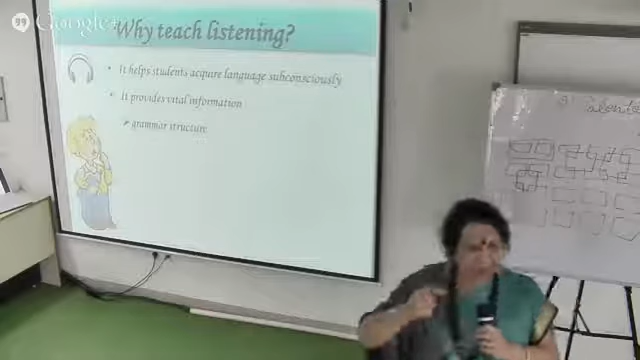 Google+
Why teach listening?
It helps students acquire language subconsciously
It provides vital information
grammar structure